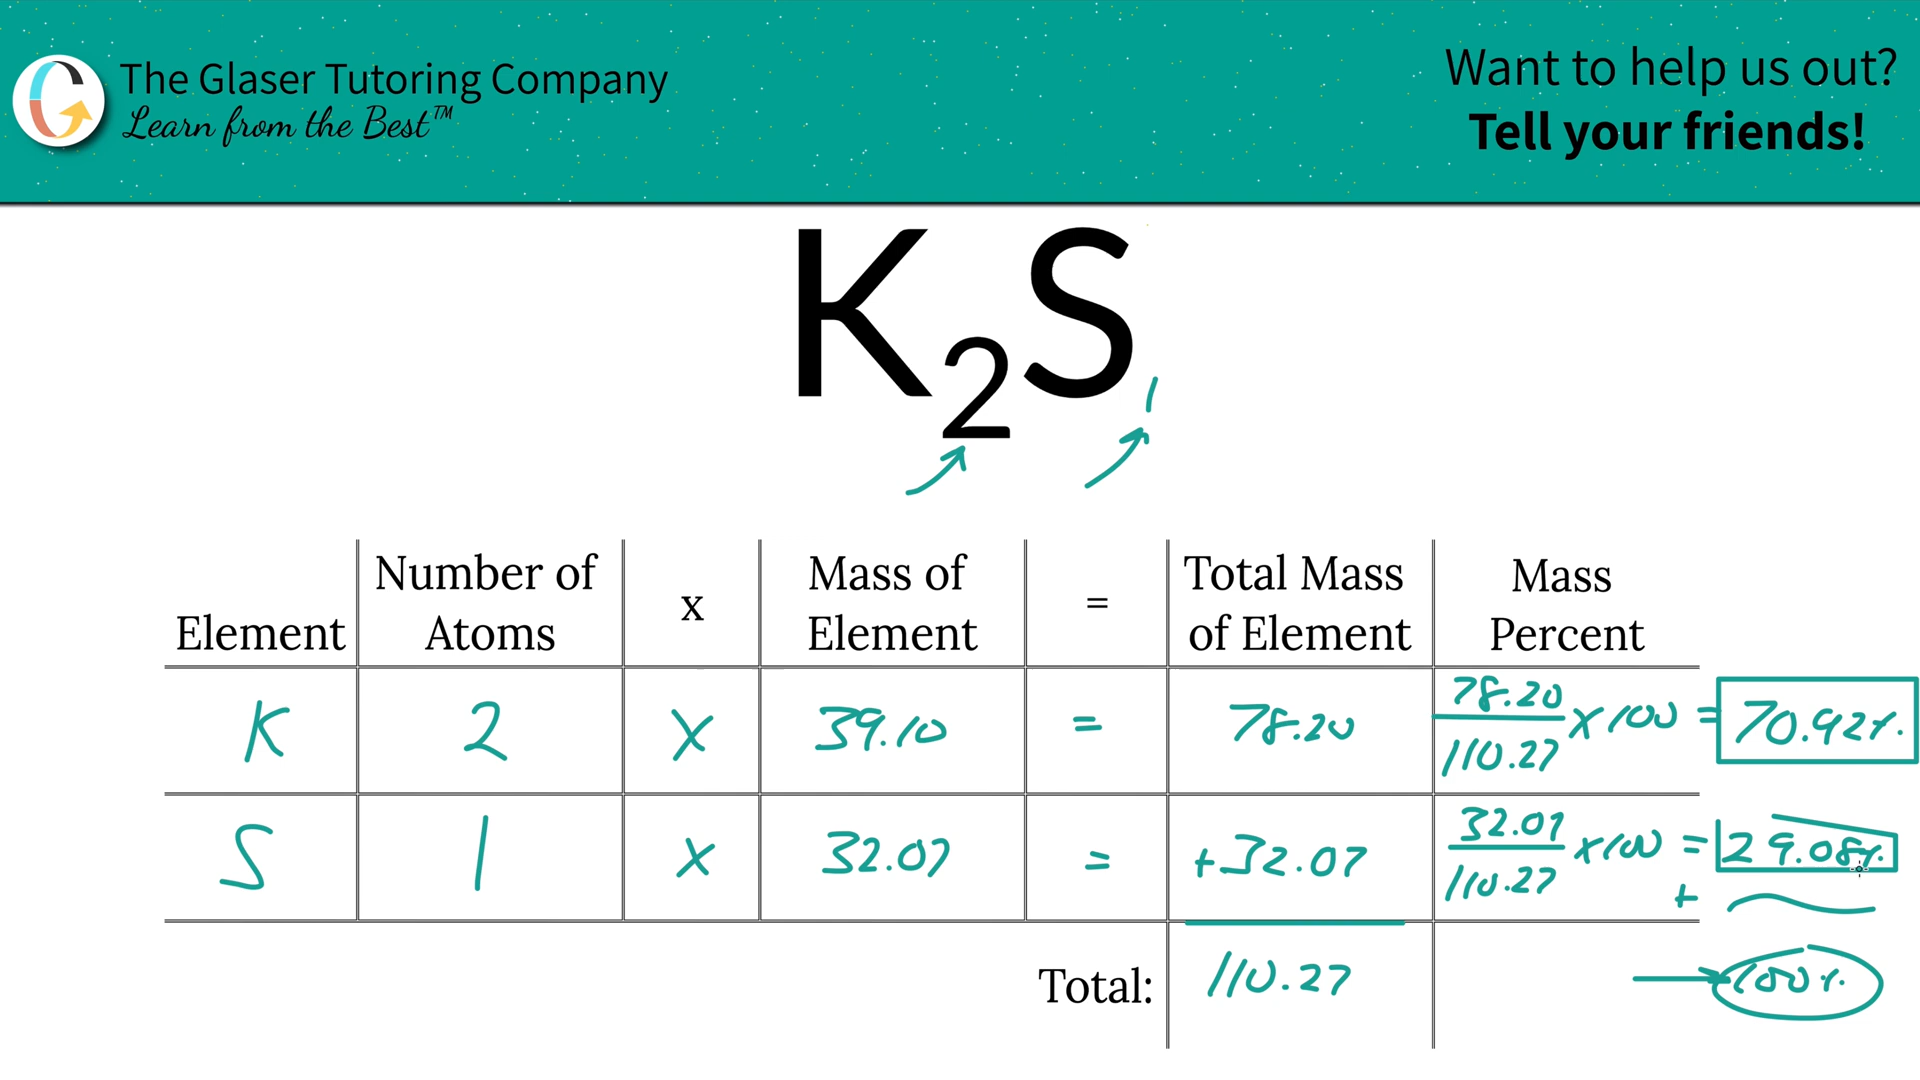 The Glaser Tutoring Company
Learn from the Best™
Want to help us out?
Tell your friends!
K₂S
1
Element Number of Atoms x Mass of Element = Total Mass of Element Mass Percent
K 2 x 39.10 = 78.20 78.20/110.27 x 100 = 70.92%
S 1 x 32.07 = +32.07 32.07/110.27 x 100 = 29.08%
+
Total: 110.27 → 100%